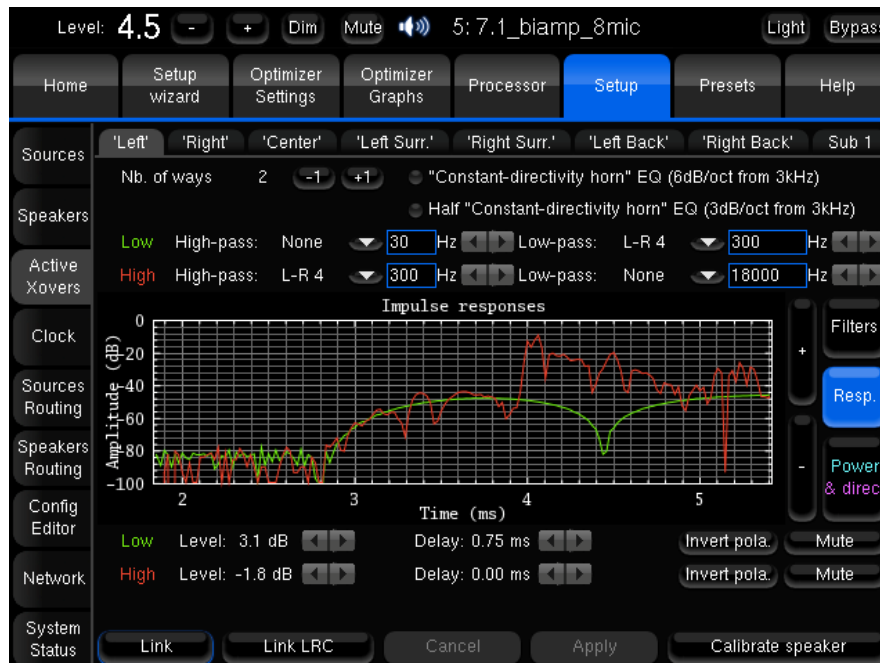 Level: 4.5 - + Dim Mute 5: 7.1_biamp_8mic Light Bypass
Home Setup wizard Optimizer Settings Optimizer Graphs Processor Setup Presets Help
Sources
'Left' 'Right' 'Center' 'Left Surr.' 'Right Surr.' 'Left Back' 'Right Back' Sub 1
Nb. of ways 2 -1 +1 "Constant-directivity horn" EQ (6dB/oct from 3kHz)
Speakers
Half "Constant-directivity horn" EQ (3dB/oct from 3kHz)
Low High-pass: None 30 Hz Low-pass: L-R 4 300 Hz
Active Xovers
High High-pass: L-R 4 300 Hz Low-pass: None 18000 Hz
Impulse responses
Clock
Sources Routing
Speakers Routing
Config Editor
Amplitude (dB)
0
-20
-40
-60
-80
-100
2 3 4 5
Time (ms)
+
-
Filters
Resp.
Power
& direc
Low Level: 3.1 dB Delay: 0.75 ms Invert pola. Mute
Network
High Level: -1.8 dB Delay: 0.00 ms Invert pola. Mute
System Status
Link Link LRC Cancel Apply Calibrate speaker